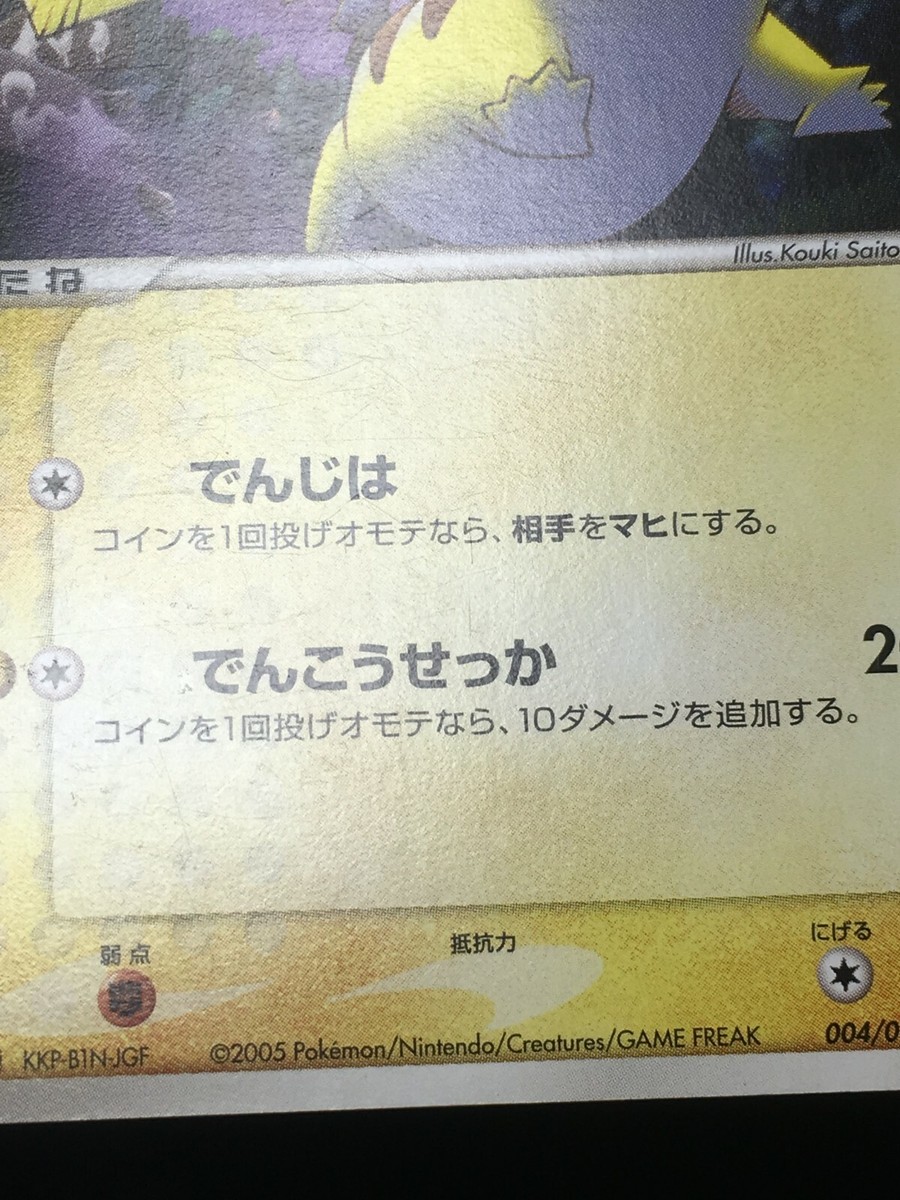 Illus. Kouki Saito
たね
でんじは
コインを1回投げオモテなら、相手をマヒにする。
でんこうせっか
コインを1回投げオモテなら、10ダメージを追加する。
弱点
抵抗力
にげる
KKP-B1N-JGF
©2005 Pokémon/Nintendo/Creatures/GAME FREAK
004/0